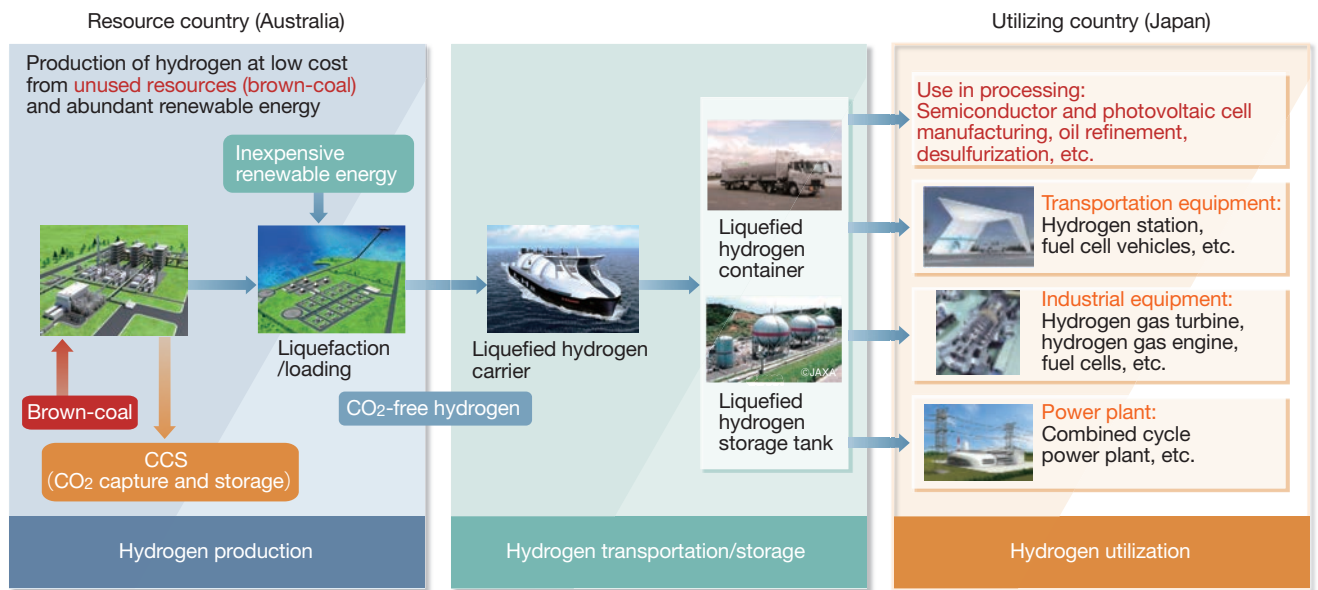 Resource country (Australia)
Utilizing country (Japan)
Production of hydrogen at low cost
from unused resources (brown-coal)
and abundant renewable energy
Inexpensive
renewable energy
Liquefaction
/loading
Brown-coal
CCS
(CO2 capture and storage)
CO2-free hydrogen
Hydrogen production
Liquefied hydrogen
carrier
Liquefied
hydrogen
container
©JAXA
Liquefied
hydrogen
storage tank
Hydrogen transportation/storage
Use in processing:
Semiconductor and photovoltaic cell
manufacturing, oil refinement,
desulfurization, etc.
Transportation equipment:
Hydrogen station,
fuel cell vehicles, etc.
Industrial equipment:
Hydrogen gas turbine,
hydrogen gas engine,
fuel cells, etc.
Power plant:
Combined cycle
power plant, etc.
Hydrogen utilization